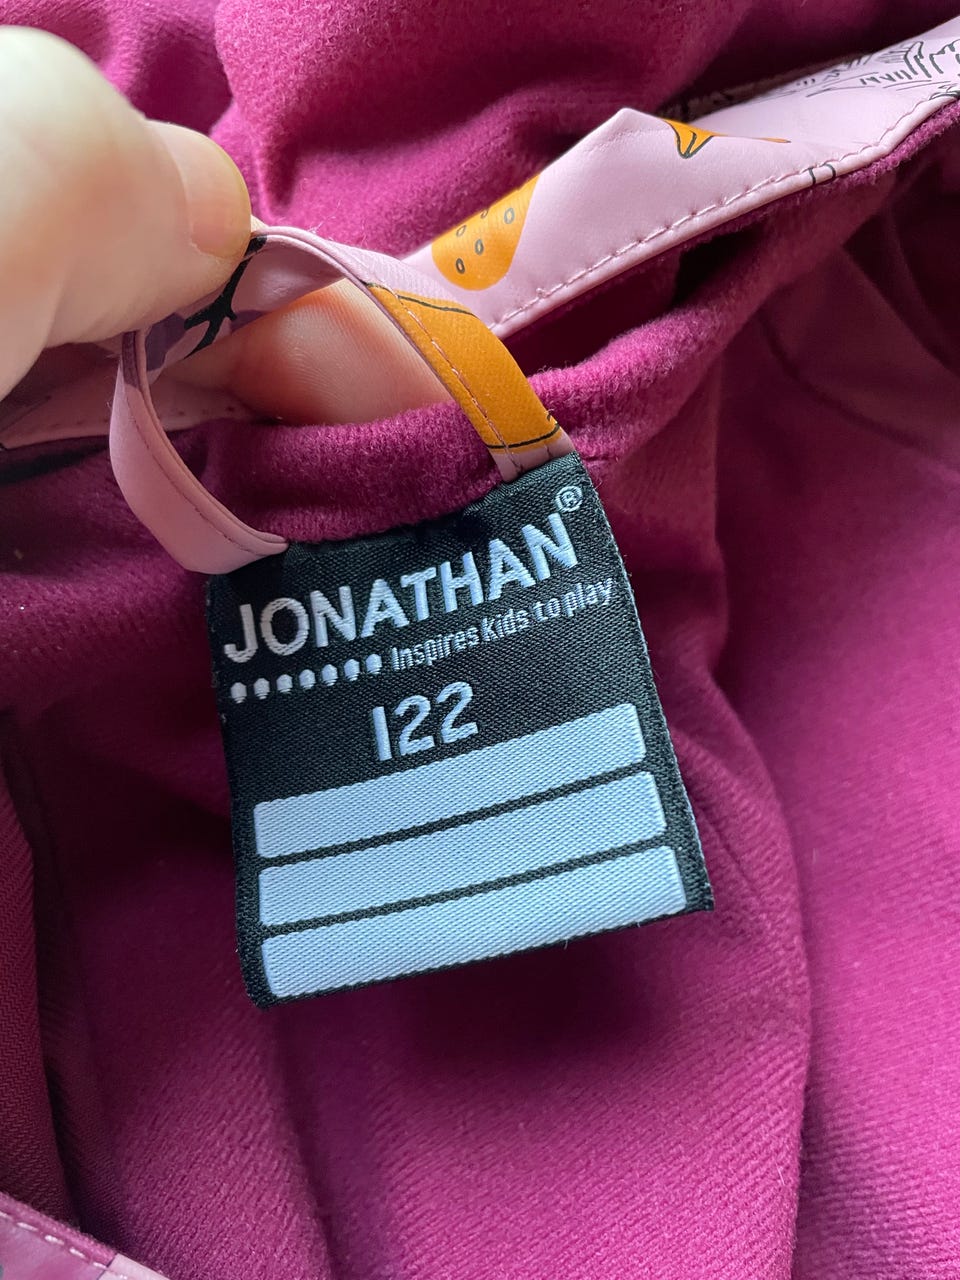 JONATHAN®
Inspires kids to play
122